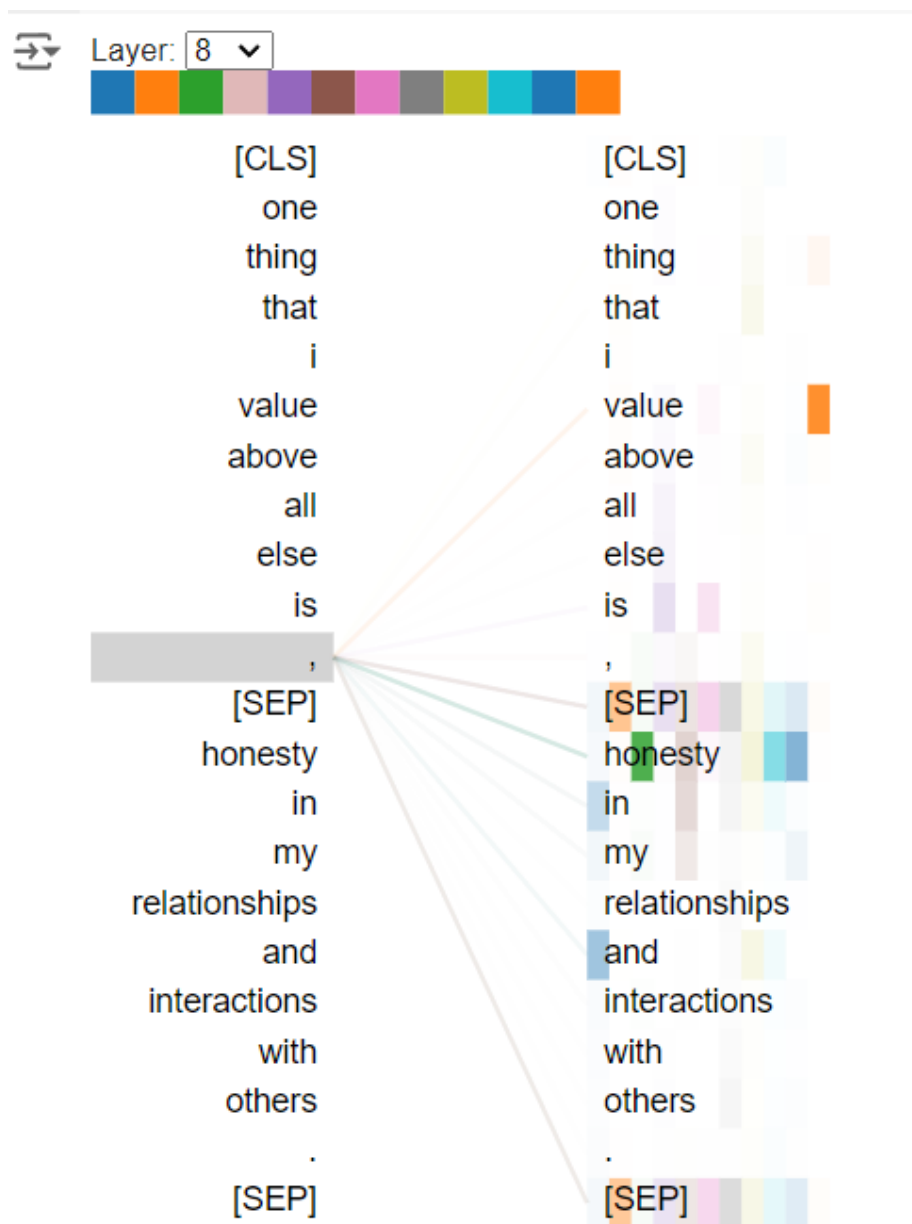 Layer: 8
[CLS] [CLS]
one one
thing thing
that that
i i
value value
above above
all all
else else
is is
, ,
[SEP] [SEP]
honesty honesty
in in
my my
relationships relationships
and and
interactions interactions
with with
others others
. .
[SEP] [SEP]